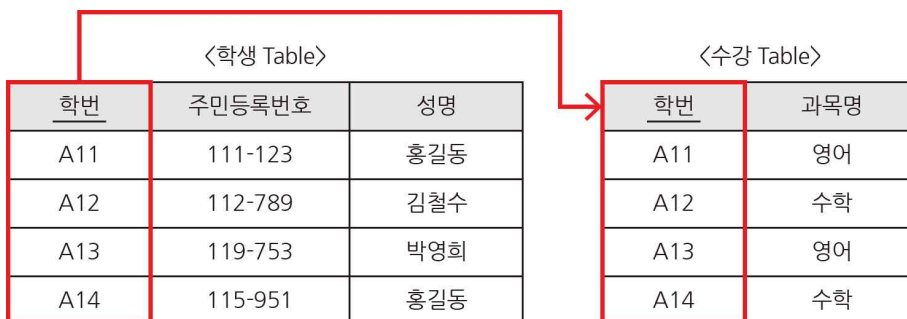 〈학생 Table〉 〈수강 Table〉
학번 주민등록번호 성명 학번 과목명
A11 111-123 홍길동 A11 영어
A12 112-789 김철수 A12 수학
A13 119-753 박영희 A13 영어
A14 115-951 홍길동 A14 수학